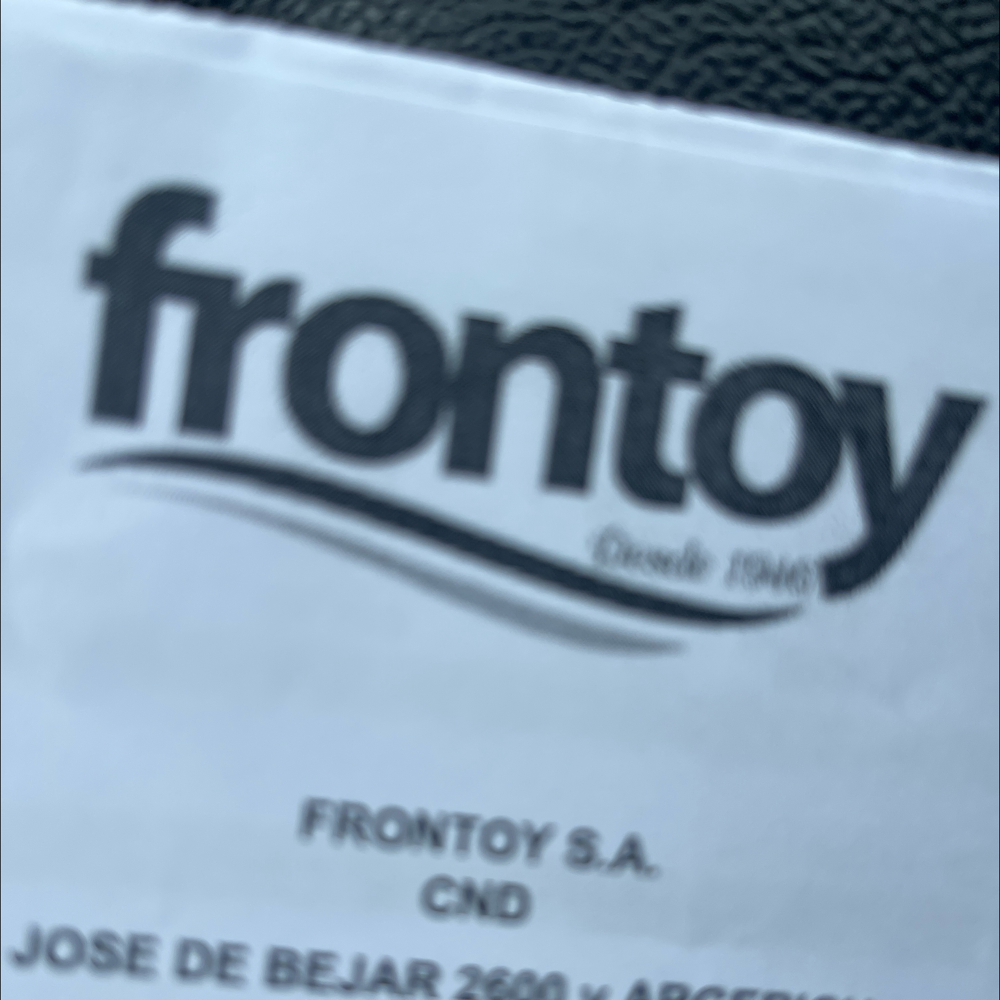 frontoy
Desde 1946
FRONTOY S.A.
CND
JOSE DE BEJAR 2600 y